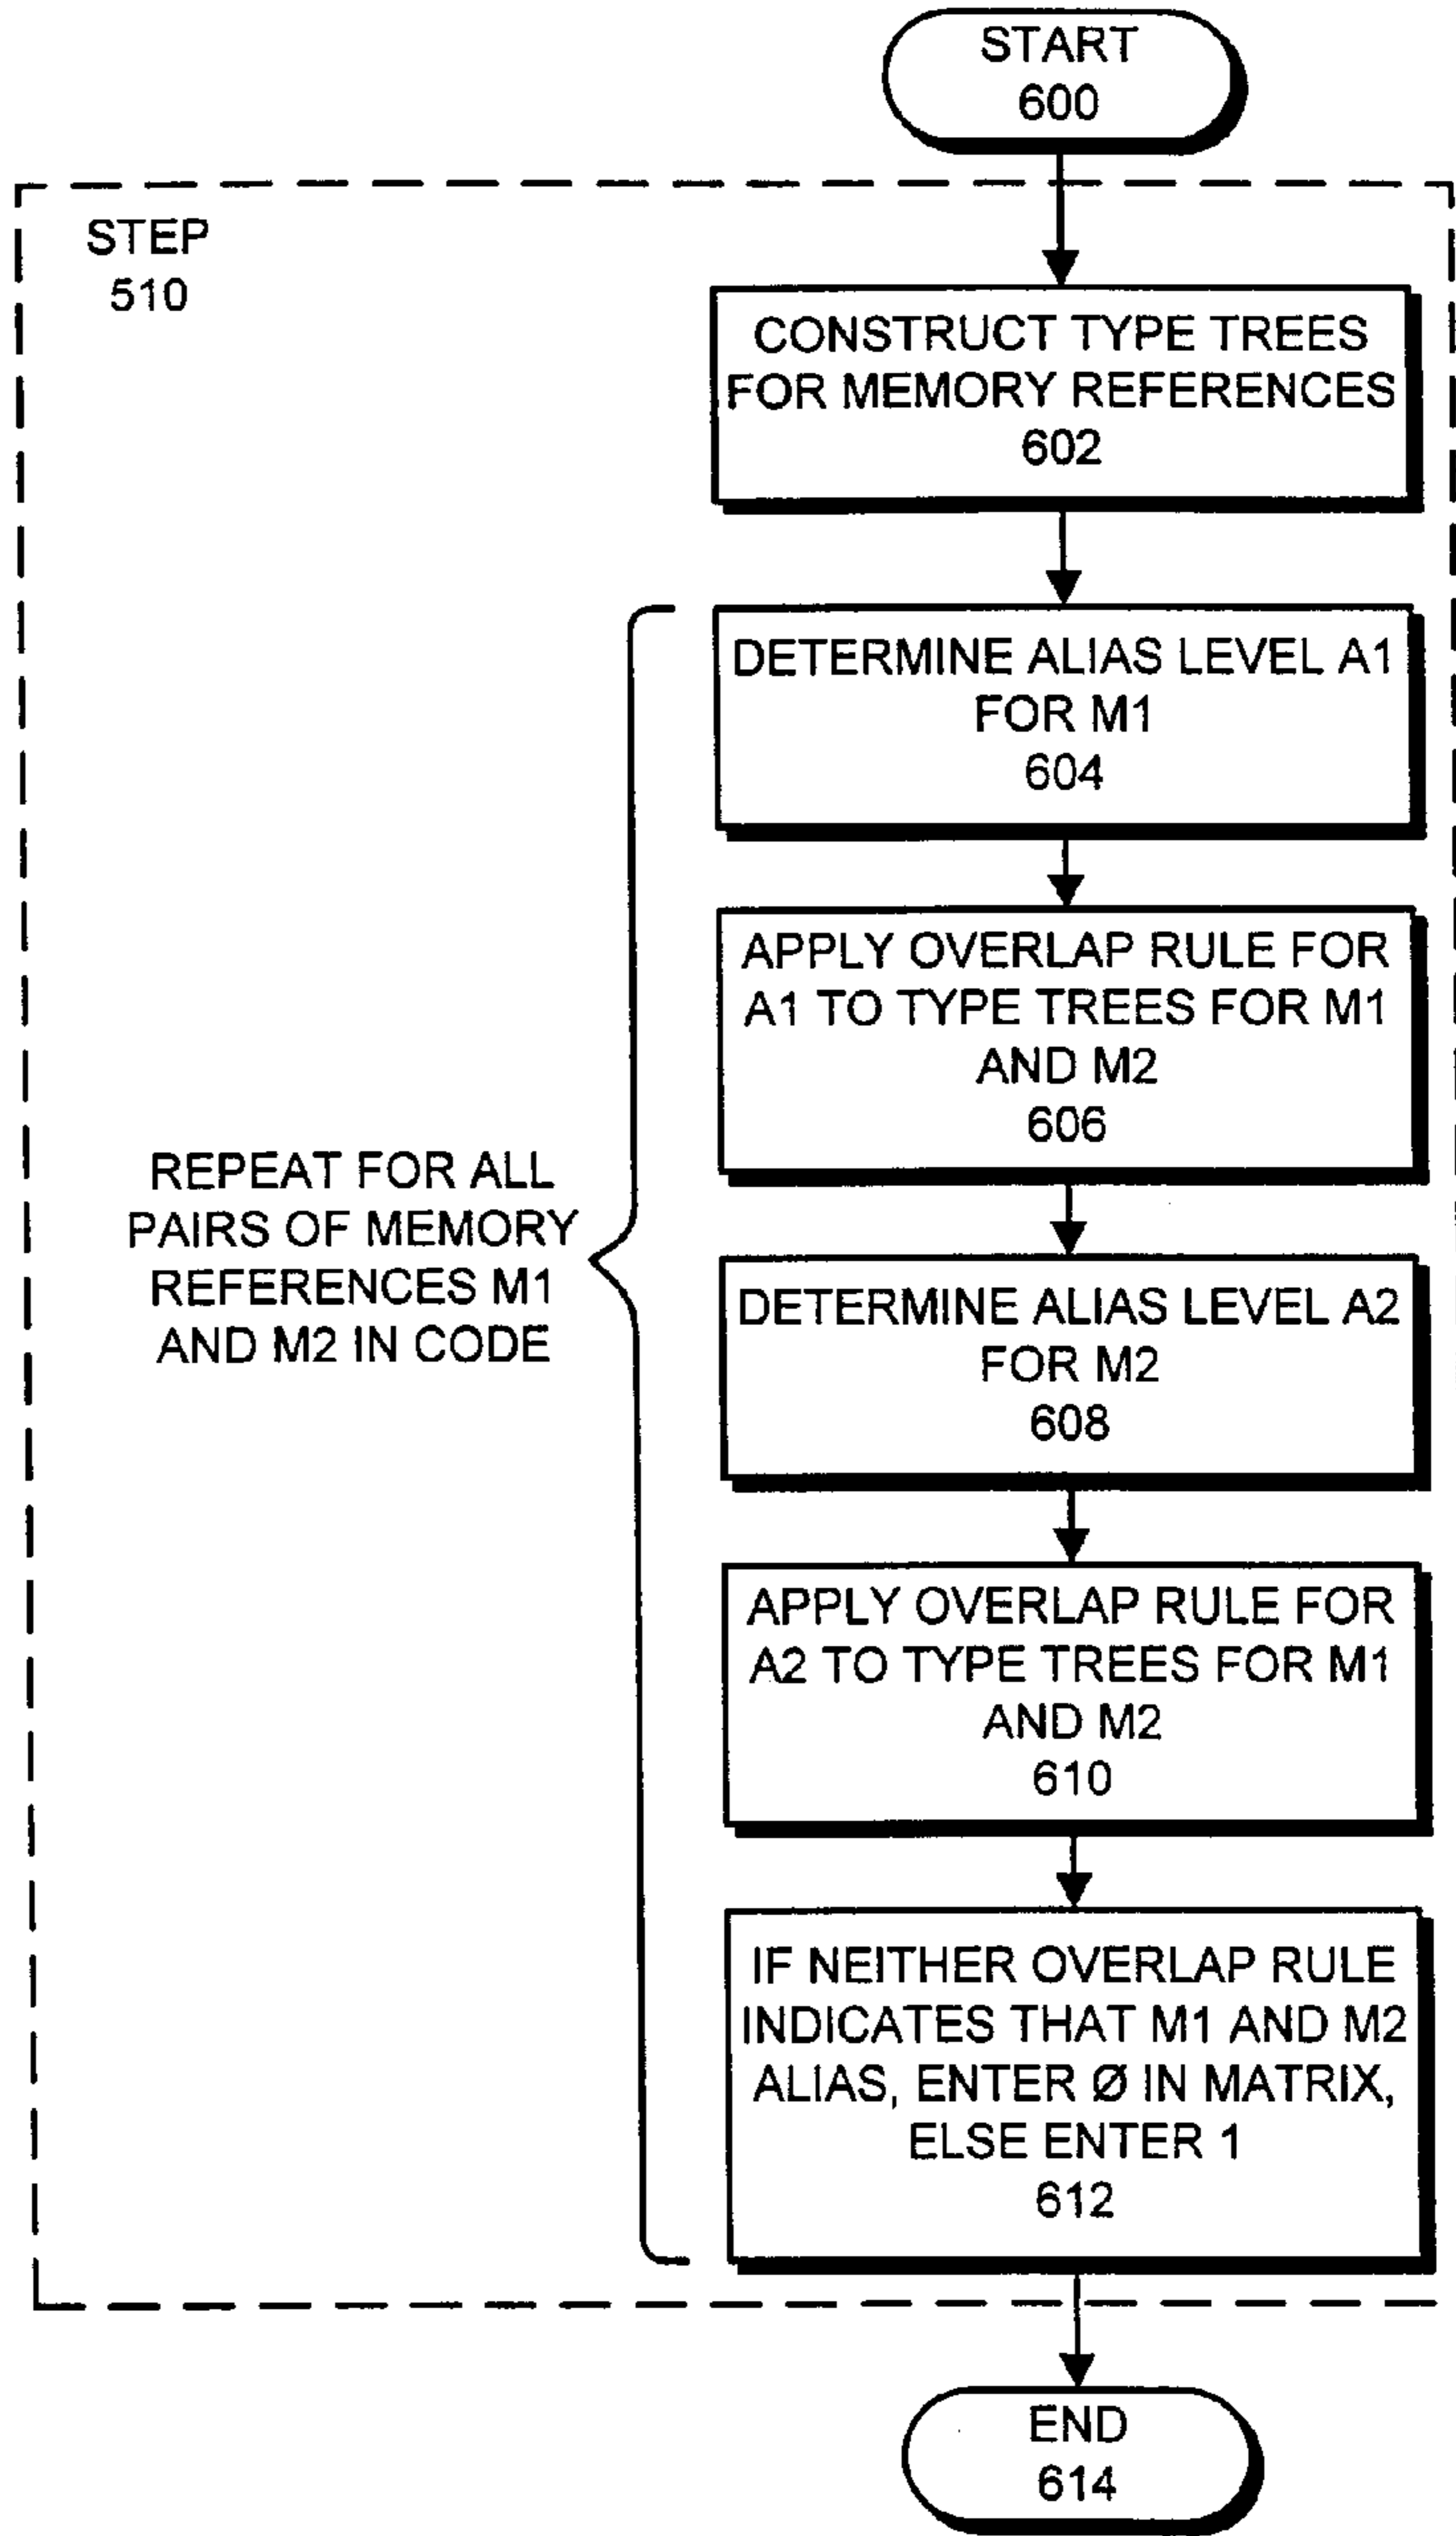 START
600
STEP
510
CONSTRUCT TYPE TREES
FOR MEMORY REFERENCES
602
DETERMINE ALIAS LEVEL A1
FOR M1
604
APPLY OVERLAP RULE FOR
A1 TO TYPE TREES FOR M1
AND M2
606
REPEAT FOR ALL
PAIRS OF MEMORY
REFERENCES M1
AND M2 IN CODE
DETERMINE ALIAS LEVEL A2
FOR M2
608
APPLY OVERLAP RULE FOR
A2 TO TYPE TREES FOR M1
AND M2
610
IF NEITHER OVERLAP RULE
INDICATES THAT M1 AND M2
ALIAS, ENTER Ø IN MATRIX,
ELSE ENTER 1
612
END
614